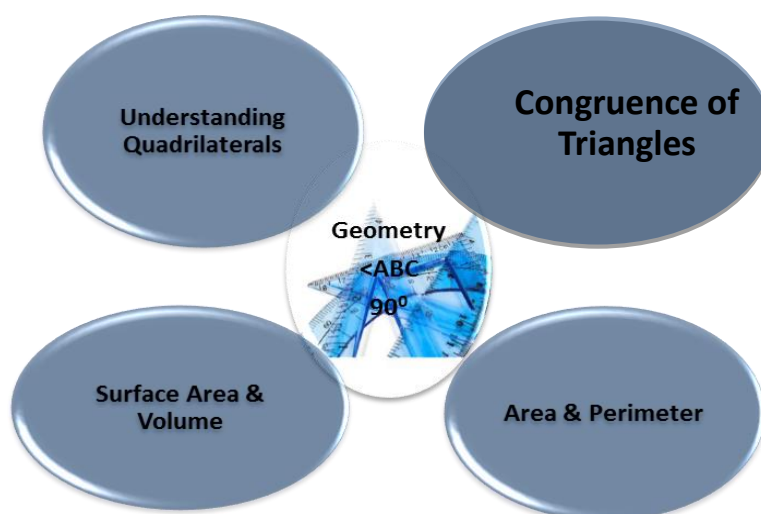 Understanding
Quadrilaterals
Congruence of
Triangles
Geometry
<ABC
90⁰
Surface Area &
Volume
Area & Perimeter